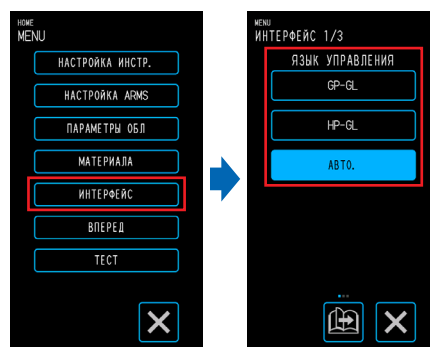 HOME
MENU
НАСТРОЙКА ИНСТР.
НАСТРОЙКА ARMS
ПАРАМЕТРЫ ОБЛ
МАТЕРИАЛА
ИНТЕРФЕЙС
ВПЕРЕД
ТЕСТ
MENU
ИНТЕРФЕЙС 1/3
ЯЗЫК УПРАВЛЕНИЯ
GP-GL
HP-GL
АВТО.